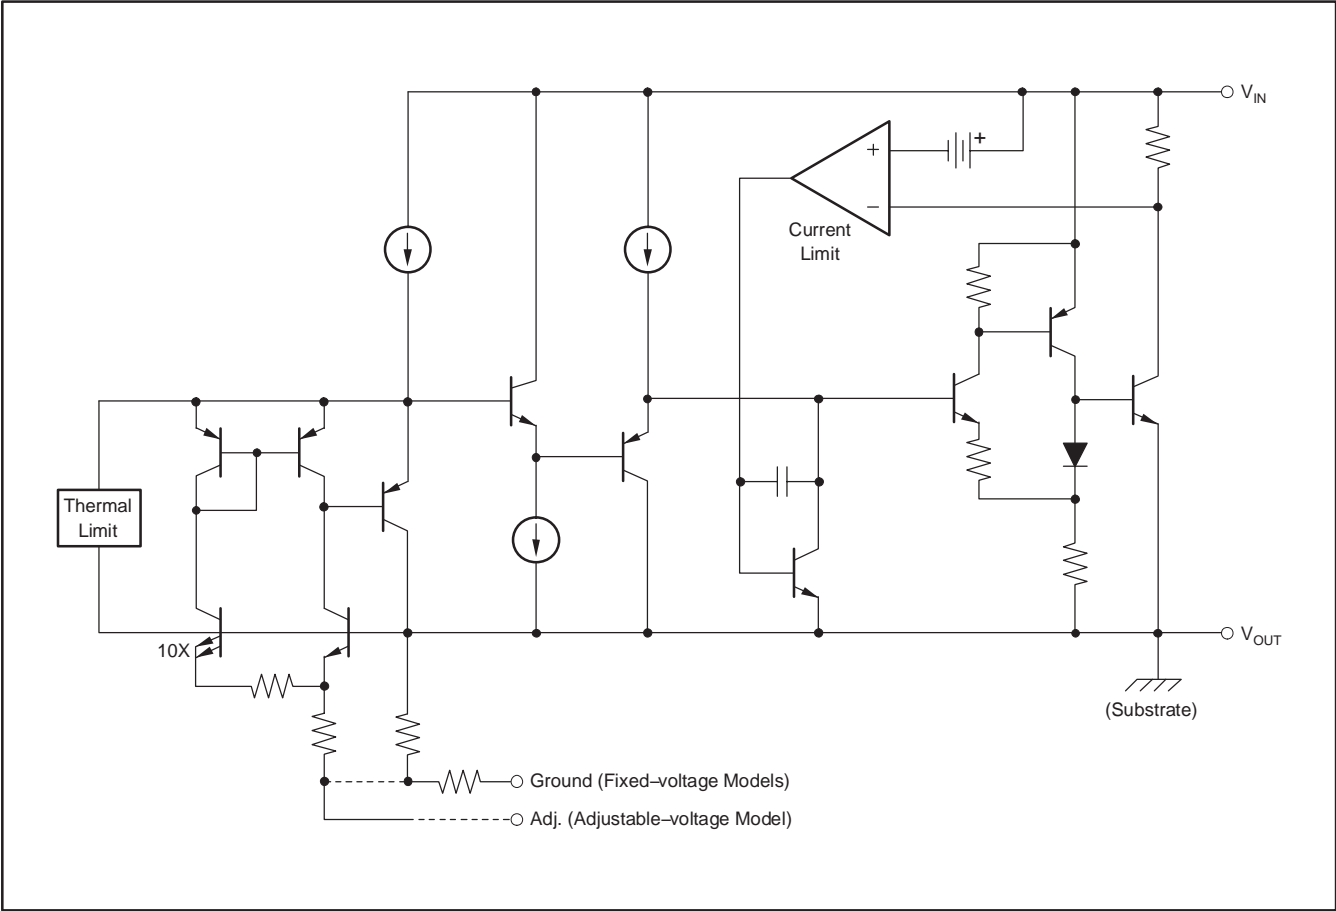 V_IN
+
+
−
Current
Limit
Thermal
Limit
10X
V_OUT
(Substrate)
Ground (Fixed–voltage Models)
Adj. (Adjustable–voltage Model)